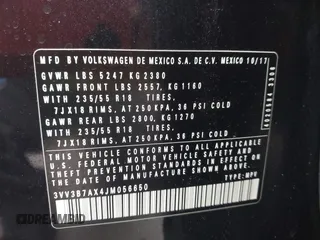 MFD BY VOLKSWAGEN DE MEXICO S.A. DE C.V. MEXICO 10/17
GVWR LBS 5247 KG 2380
GAWR FRONT LBS 2557, KG 1160
WITH 235/55 R18 TIRES,
7JX18 RIMS, AT 250 KPA, 36 PSI COLD
GAWR REAR LBS 2800, KG 1270
WITH 235/55 R18 TIRES,
7JX18 RIMS, AT 250 KPA, 36 PSI COLD
THIS VEHICLE CONFORMS TO ALL APPLICABLE
U.S. FEDERAL MOTOR VEHICLE SAFETY
STANDARDS IN EFFECT ON THE DATE OF
MANUFACTURE SHOWN ABOVE
3VV3B7AX4JM056650
TYPE: MPV
DREAMBID